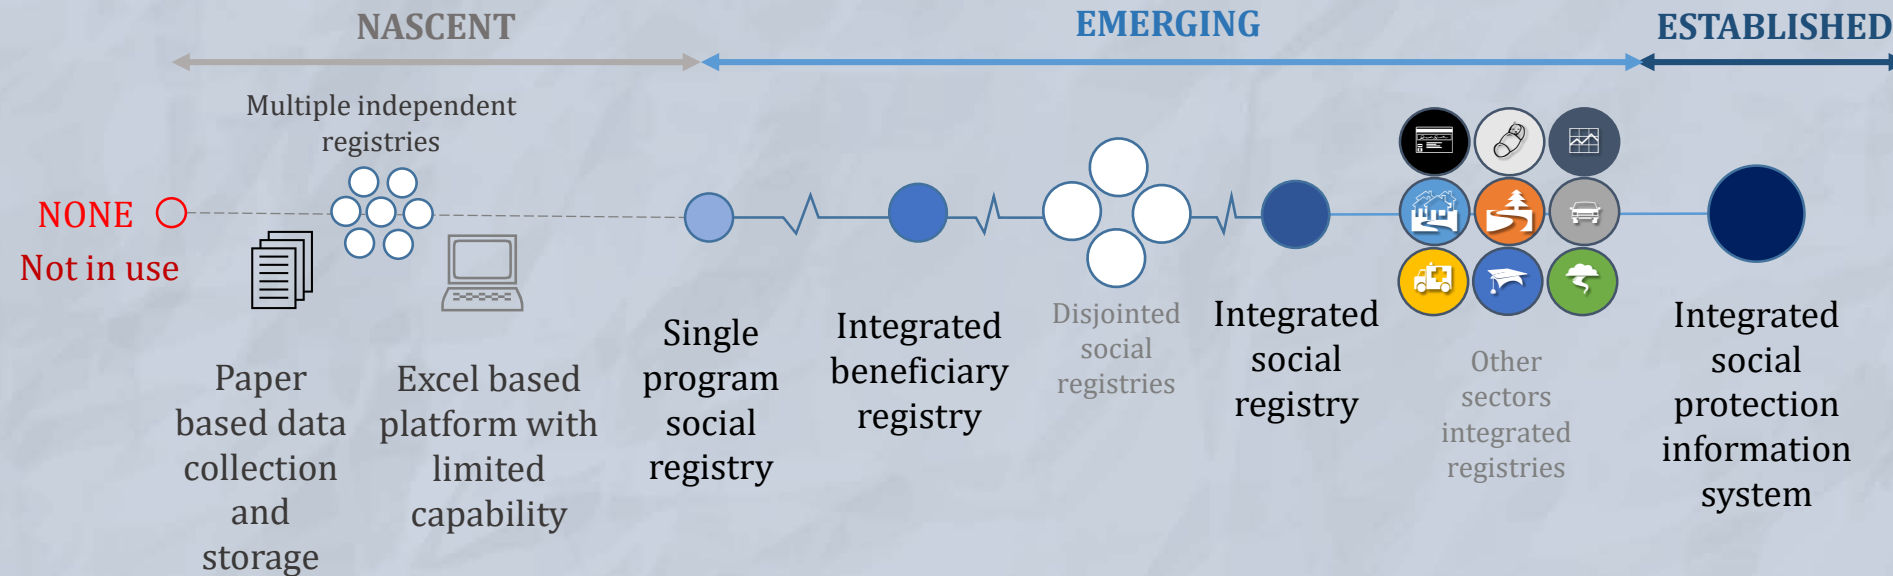 NASCENT
EMERGING
ESTABLISHED
Multiple independent
registries
NONE
Not in use
Paper
based data
collection
and
storage
Excel based
platform with
limited
capability
Single
program
social
registry
Integrated
beneficiary
registry
Disjointed
social
registries
Integrated
social
registry
Other
sectors
integrated
registries
Integrated
social
protection
information
system